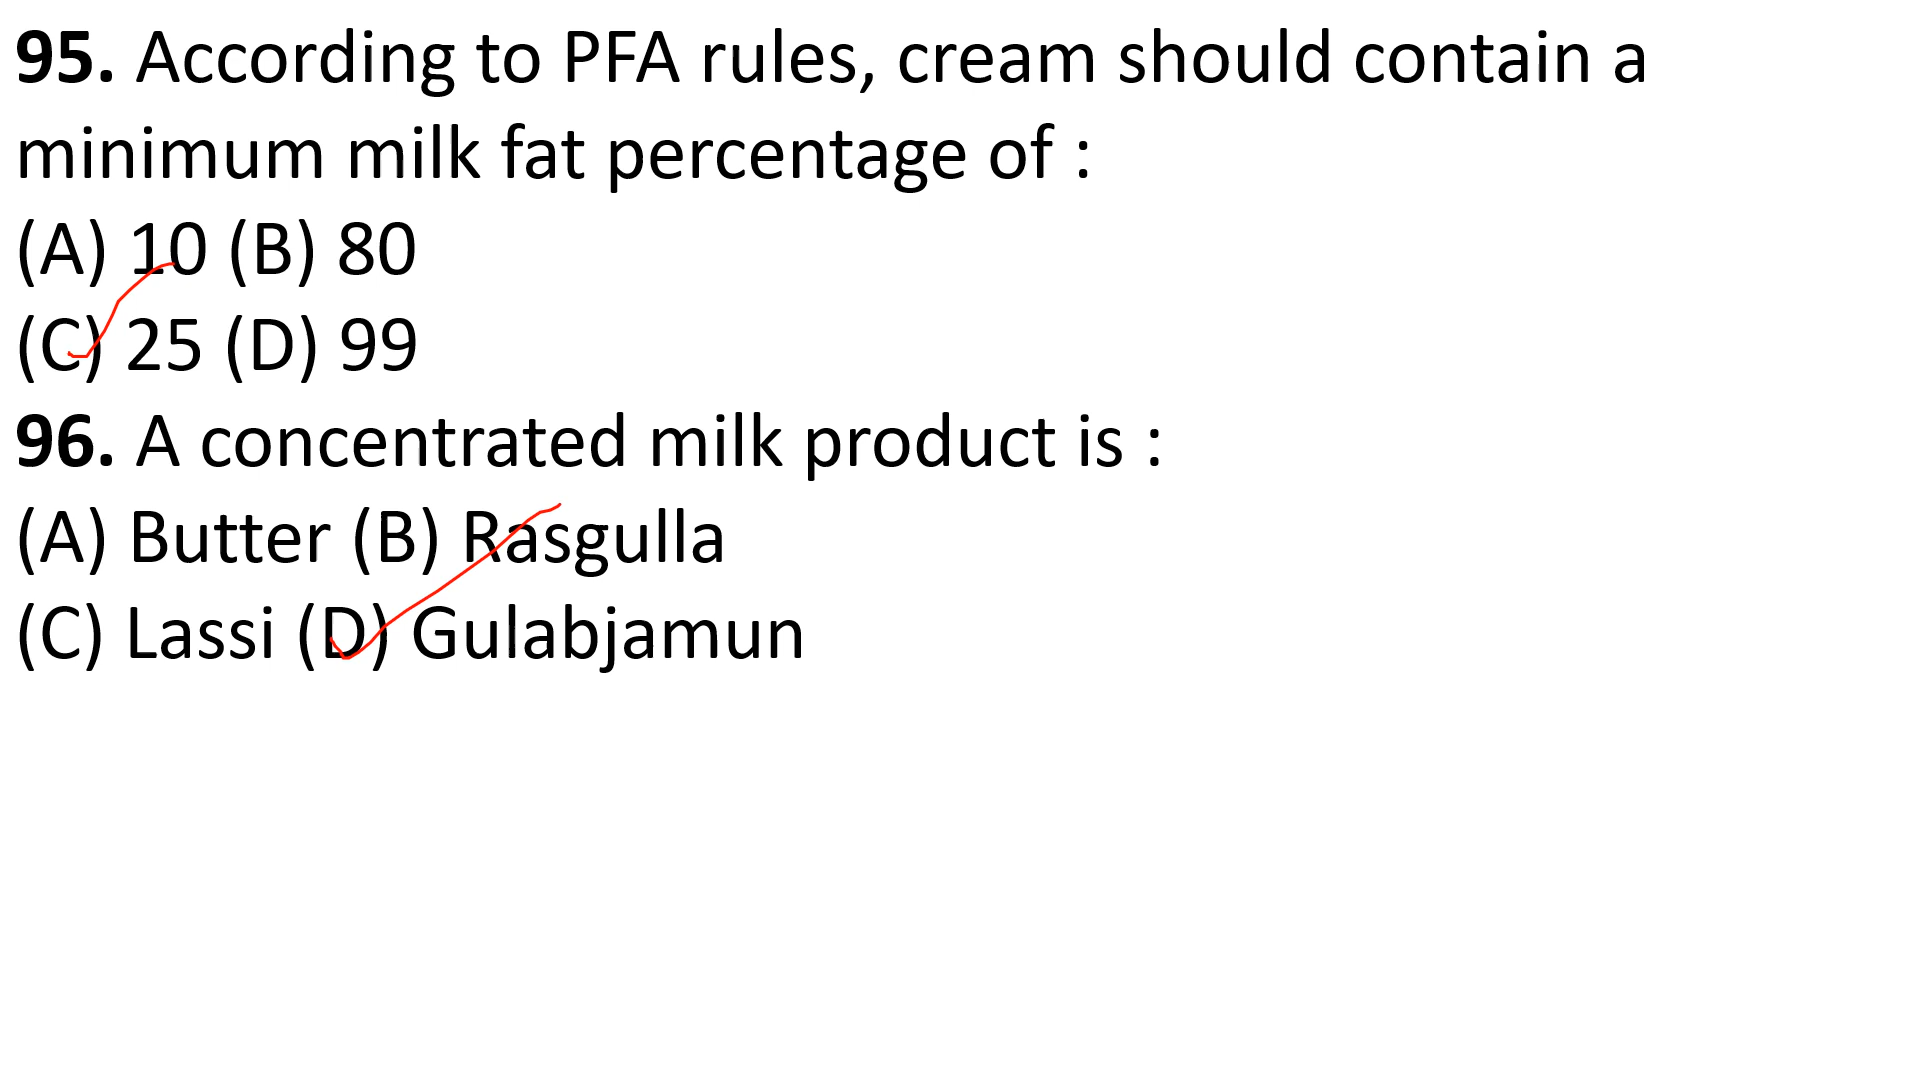 95. According to PFA rules, cream should contain a
minimum milk fat percentage of :
(A) 10 (B) 80
(C) 25 (D) 99
96. A concentrated milk product is :
(A) Butter (B) Rasgulla
(C) Lassi (D) Gulabjamun